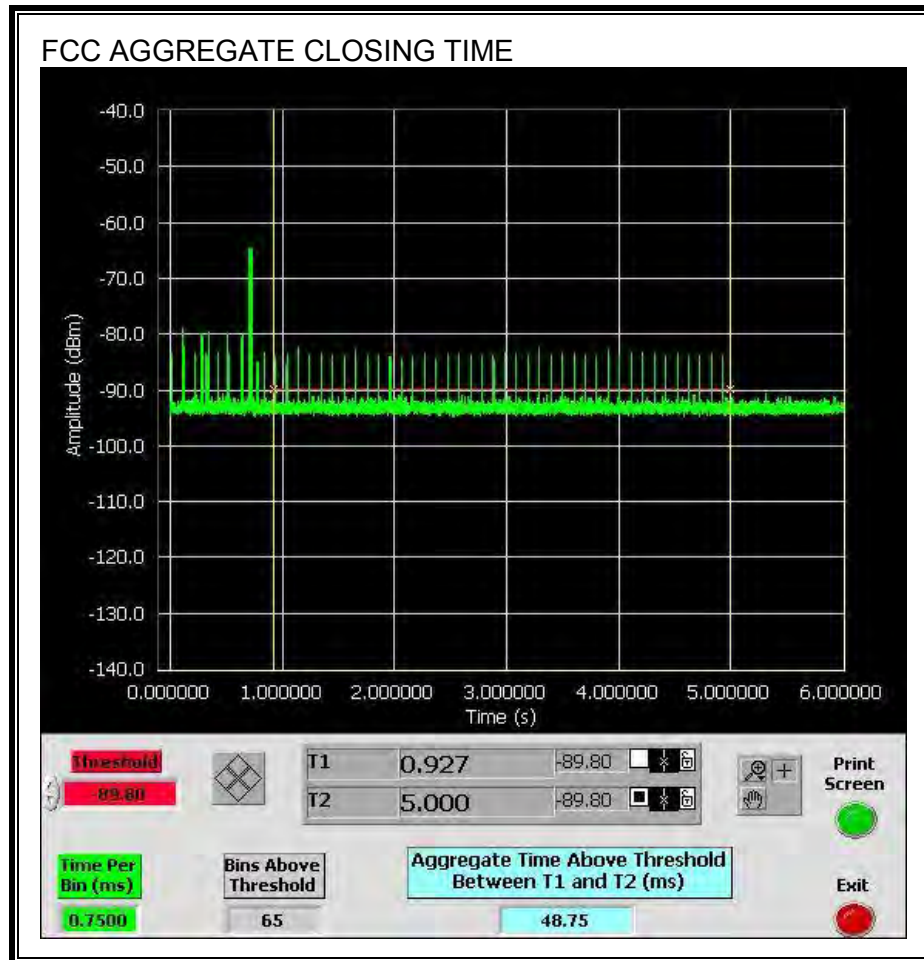 FCC AGGREGATE CLOSING TIME
-40.0
-50.0
-60.0
-70.0
-80.0
-90.0
-100.0
-110.0
-120.0
-130.0
-140.0
Amplitude (dBm)
0.000000 1.000000 2.000000 3.000000 4.000000 5.000000 6.000000
Time (s)
Threshold
-89.80
T1 0.927 -89.80
T2 5.000 -89.80
Print
Screen
Time Per
Bin (ms)
0.7500
Bins Above
Threshold
65
Aggregate Time Above Threshold
Between T1 and T2 (ms)
48.75
Exit